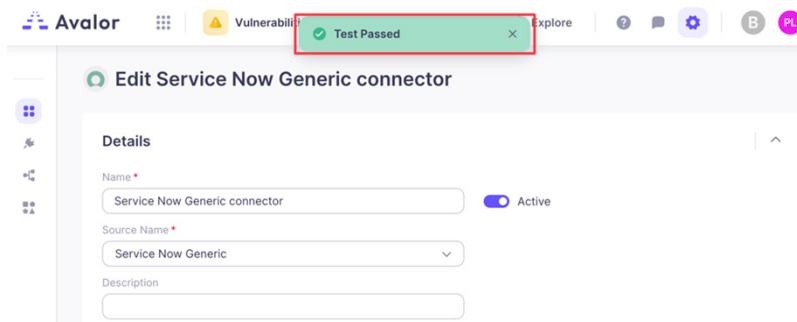 Avalor
Vulnerabiliti
Test Passed
Explore
B
PL
Edit Service Now Generic connector
Details
Name *
Service Now Generic connector
Active
Source Name *
Service Now Generic
Description